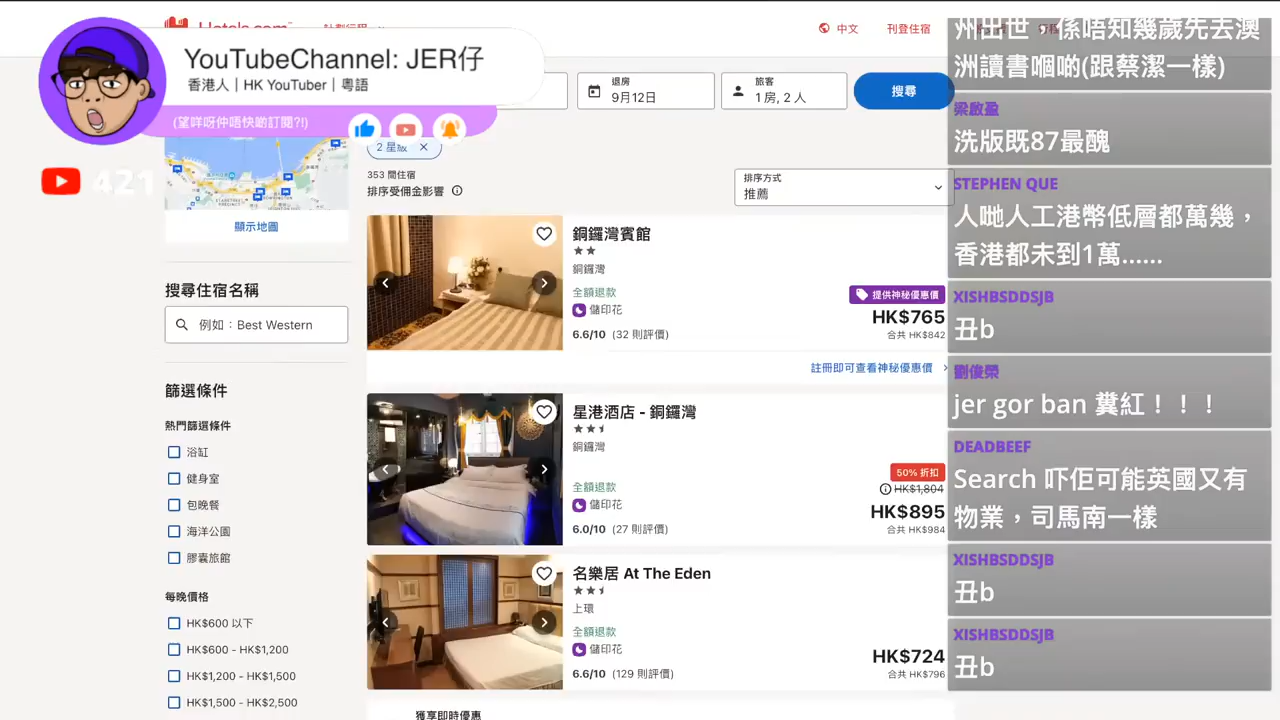 Hotels.com
YouTubeChannel: JER仔
香港人 | HK YouTuber | 粵語
(望咩呀仲唔快啲訂閱?!)
421
中文
刊登住宿
退房
9月12日
旅客
1 房, 2 人
搜尋
2 星級
353 間住宿
排序受佣金影響
排序方式
推薦
顯示地圖
搜尋住宿名稱
例如：Best Western
篩選條件
熱門篩選條件
浴缸
健身室
包晚餐
海洋公園
膠囊旅館
每晚價格
HK$600 以下
HK$600 - HK$1,200
HK$1,200 - HK$1,500
HK$1,500 - HK$2,500
銅鑼灣賓館
銅鑼灣
全額退款
儲印花
6.6/10 (32 則評價)
提供神秘優惠價
HK$765
合共 HK$842
註冊即可查看神秘優惠價
星港酒店 - 銅鑼灣
銅鑼灣
全額退款
儲印花
6.0/10 (27 則評價)
50% 折扣
HK$1,804
HK$895
合共 HK$984
名樂居 At The Eden
上環
全額退款
儲印花
6.6/10 (129 則評價)
HK$724
合共 HK$796
獲享即時優惠
州出世，係唔知幾歲先去澳
洲讀書嗰啲(跟蔡潔一樣)
梁啟盈
洗版既87最醜
STEPHEN QUE
人哋人工港幣低層都萬幾，
香港都未到1萬......
XISHBSDDSJB
丑b
劉俊榮
jer gor ban 糞紅！！！
DEADBEEF
Search 吓佢可能英國又有
物業，司馬南一樣
XISHBSDDSJB
丑b
XISHBSDDSJB
丑b